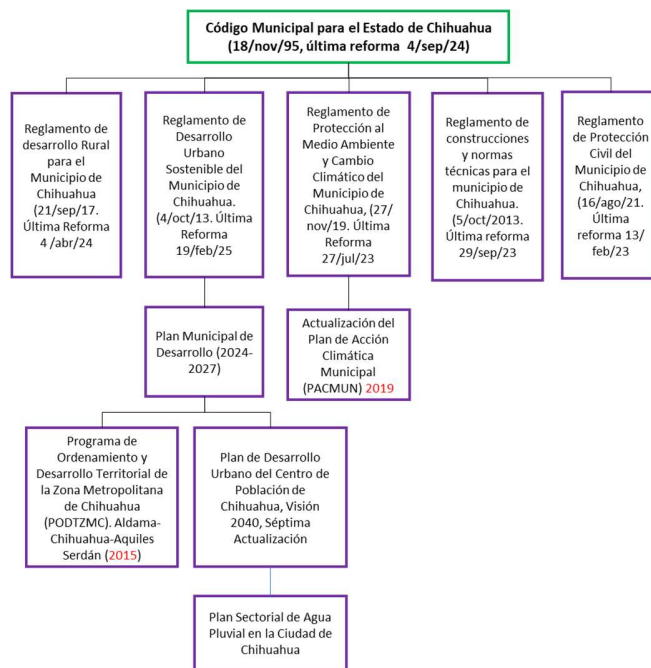 Código Municipal para el Estado de Chihuahua
(18/nov/95, última reforma 4/sep/24)
Reglamento de
desarrollo Rural
para el
Municipio de
Chihuahua
(21/sep/17.
Última Reforma
4 /abr/24
Reglamento de
Desarrollo
Urbano
Sostenible del
Municipio de
Chihuahua.
(4/oct/13. Última
Reforma
19/feb/25
Reglamento de
Protección al
Medio Ambiente
y Cambio
Climático del
Municipio de
Chihuahua, (27/
nov/19. Última
Reforma
27/jul/23
Reglamento de
construcciones y
normas técnicas
para el
municipio de
Chihuahua.
(5/oct/2013.
Última reforma
29/sep/23
Reglamento
de Protección
Civil del
Municipio de
Chihuahua,
(16/ago/21.
Última
reforma 13/
feb/23
Plan Municipal de
Desarrollo (2024-
2027)
Actualización del
Plan de Acción
Climática
Municipal
(PACMUN) 2019
Programa de
Ordenamiento y
Desarrollo Territorial de
la Zona Metropolitana
de Chihuahua
(PODTZMC). Aldama-
Chihuahua-Aquiles
Serdán (2015)
Plan de Desarrollo
Urbano del Centro de
Población de
Chihuahua, Visión
2040, Séptima
Actualización
Plan Sectorial de Agua
Pluvial en la Ciudad de
Chihuahua